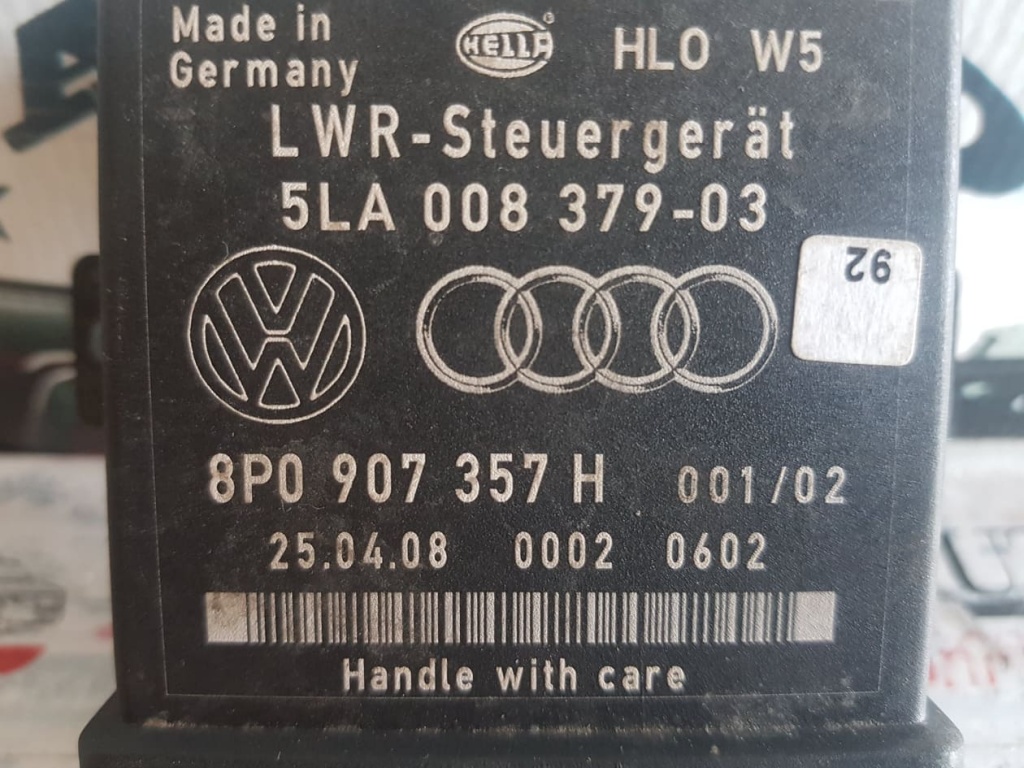 Made in
Germany
HELLA
HLO W5
LWR-Steuergerät
5LA 008 379-03
92
8P0 907 357 H 001/02
25.04.08 0002 0602
Handle with care